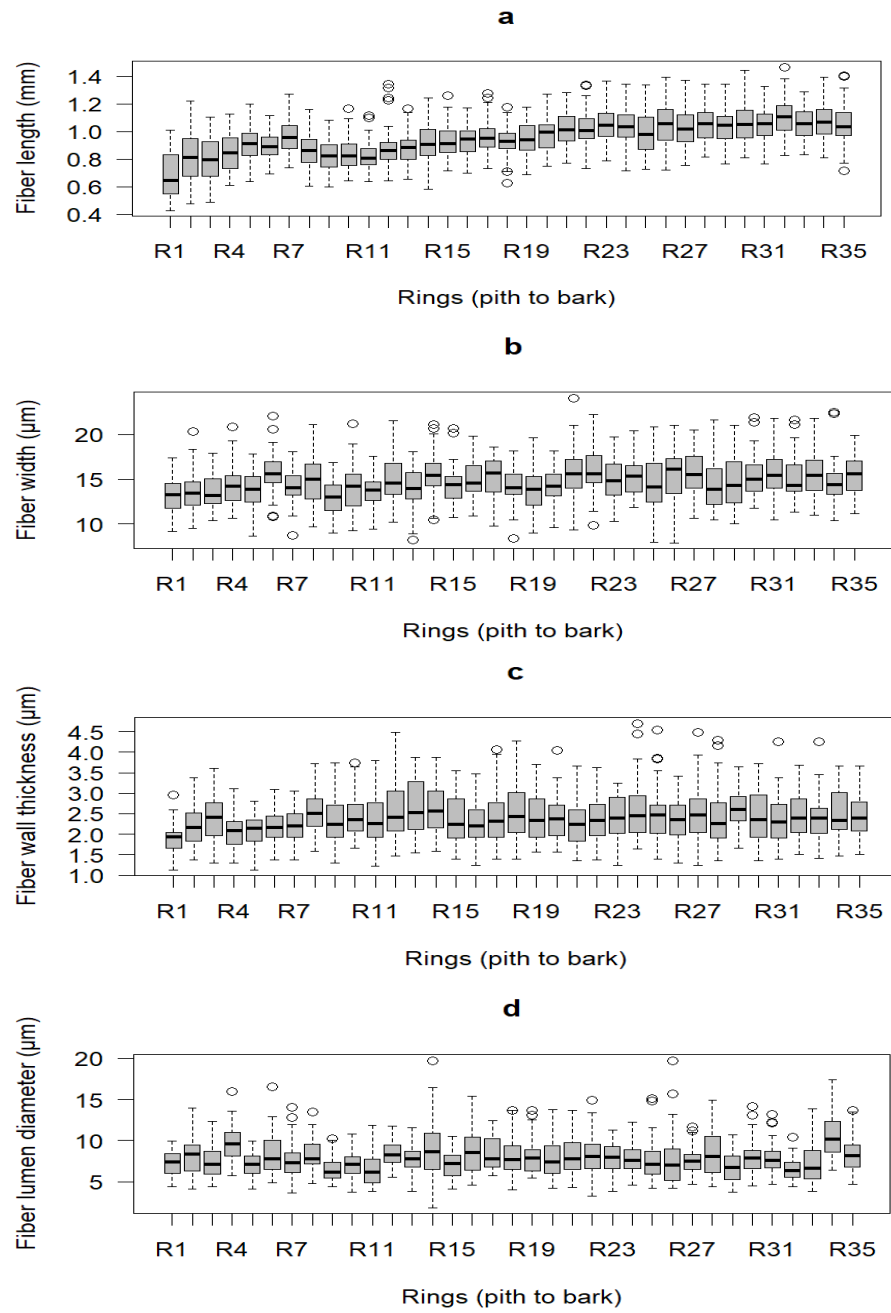 a
Fiber length (mm)
1.4
1.2
1.0
0.8
0.6
0.4
R1 R4 R7 R11 R15 R19 R23 R27 R31 R35
Rings (pith to bark)
b
Fiber width (µm)
20
15
10
R1 R4 R7 R11 R15 R19 R23 R27 R31 R35
Rings (pith to bark)
c
Fiber wall thickness (µm)
4.5
4.0
3.5
3.0
2.5
2.0
1.5
1.0
R1 R4 R7 R11 R15 R19 R23 R27 R31 R35
Rings (pith to bark)
d
Fiber lumen diameter (µm)
20
15
10
5
R1 R4 R7 R11 R15 R19 R23 R27 R31 R35
Rings (pith to bark)